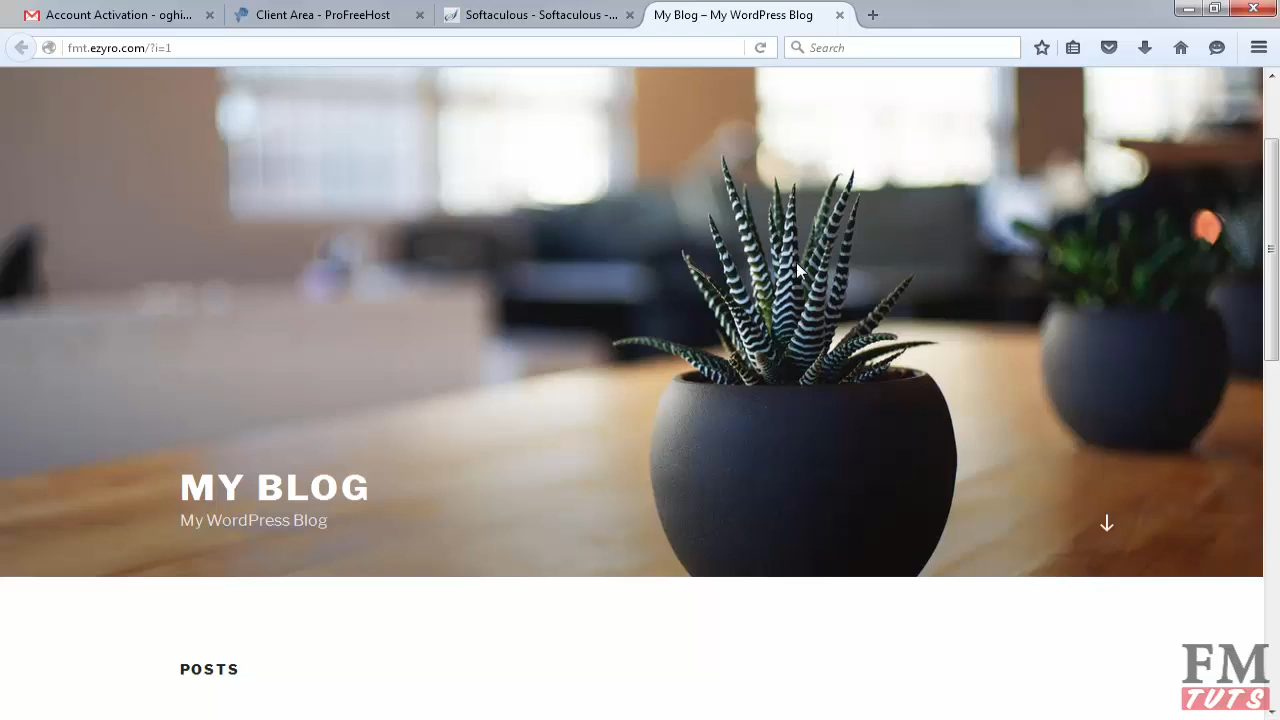 Account Activation - oghi...
Client Area - ProFreeHost
Softaculous - Softaculous -...
My Blog – My WordPress Blog
fmt.ezyro.com/?i=1
Search
MY BLOG
My WordPress Blog
POSTS
FM
TUTS